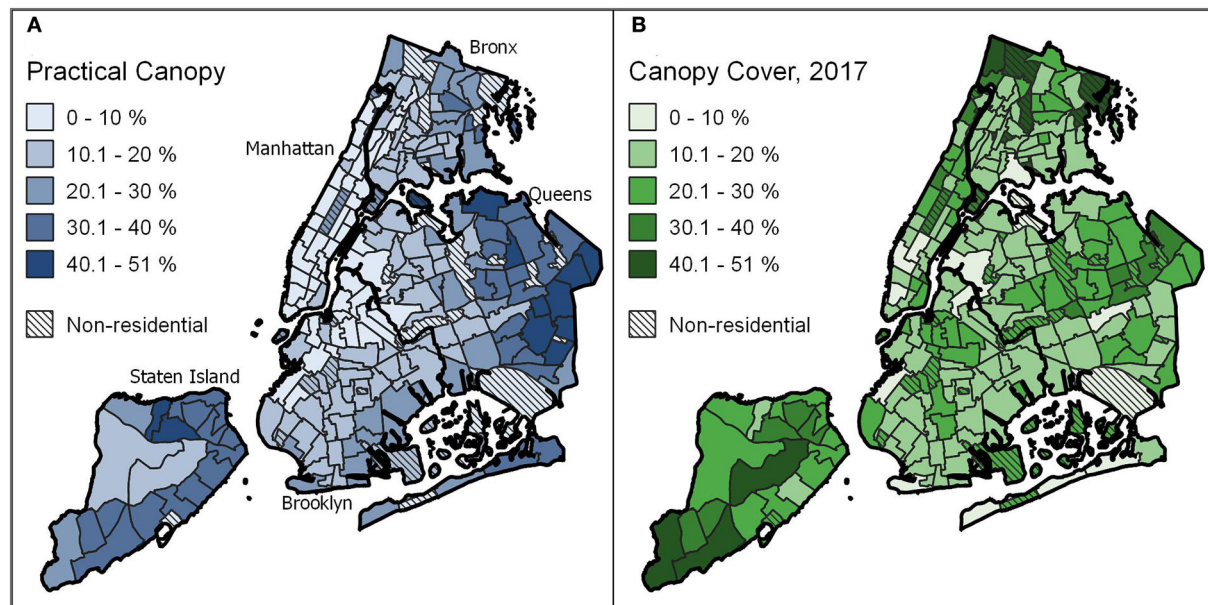 A
Practical Canopy
0 - 10 %
10.1 - 20 %
20.1 - 30 %
30.1 - 40 %
40.1 - 51 %
Non-residential
Bronx
Manhattan
Queens
Staten Island
Brooklyn
B
Canopy Cover, 2017
0 - 10 %
10.1 - 20 %
20.1 - 30 %
30.1 - 40 %
40.1 - 51 %
Non-residential